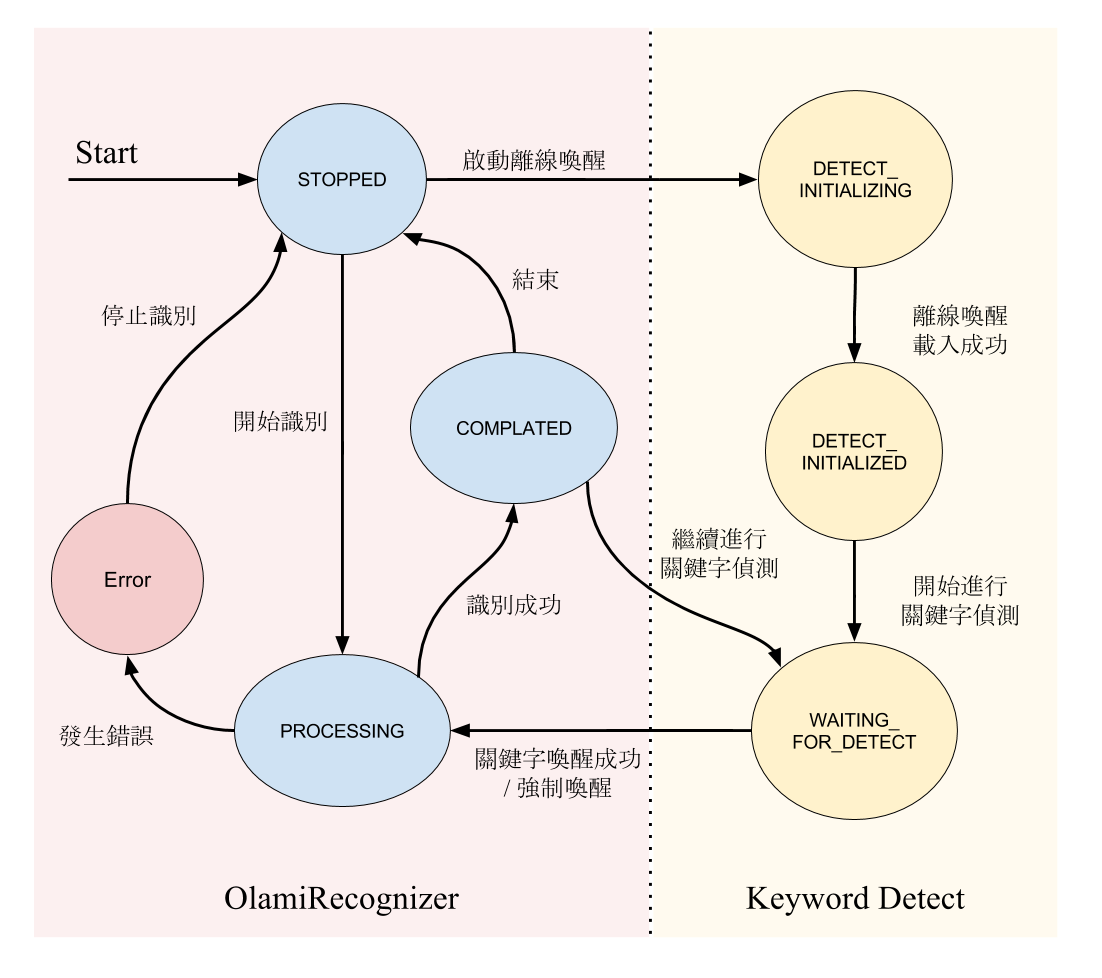 Start
STOPPED
啟動離線喚醒
DETECT_
INITIALIZING
結束
停止識別
離線喚醒
載入成功
開始識別
COMPLATED
DETECT_
INITIALIZED
繼續進行
關鍵字偵測
Error
識別成功
開始進行
關鍵字偵測
發生錯誤
PROCESSING
關鍵字喚醒成功
/ 強制喚醒
WAITING_
FOR_DETECT
OlamiRecognizer
Keyword Detect